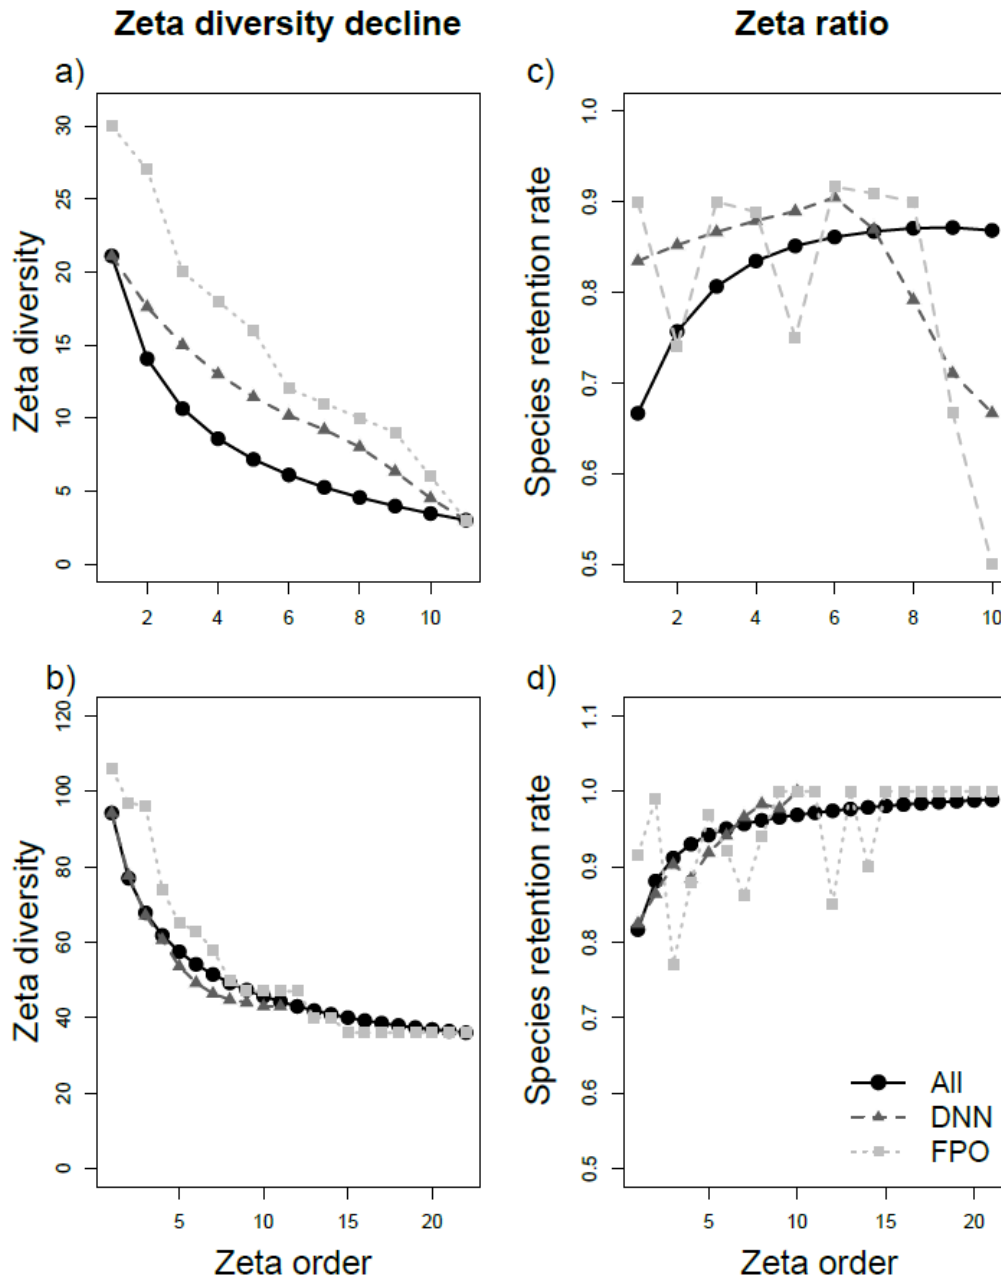 Zeta diversity decline
Zeta ratio
a)
Zeta diversity
0 5 10 15 20 25 30
2 4 6 8 10
c)
Species retention rate
0.5 0.6 0.7 0.8 0.9 1.0
2 4 6 8 10
b)
Zeta diversity
0 20 40 60 80 100 120
5 10 15 20
Zeta order
d)
Species retention rate
0.5 0.6 0.7 0.8 0.9 1.0 1.1
All
DNN
FPO
5 10 15 20
Zeta order